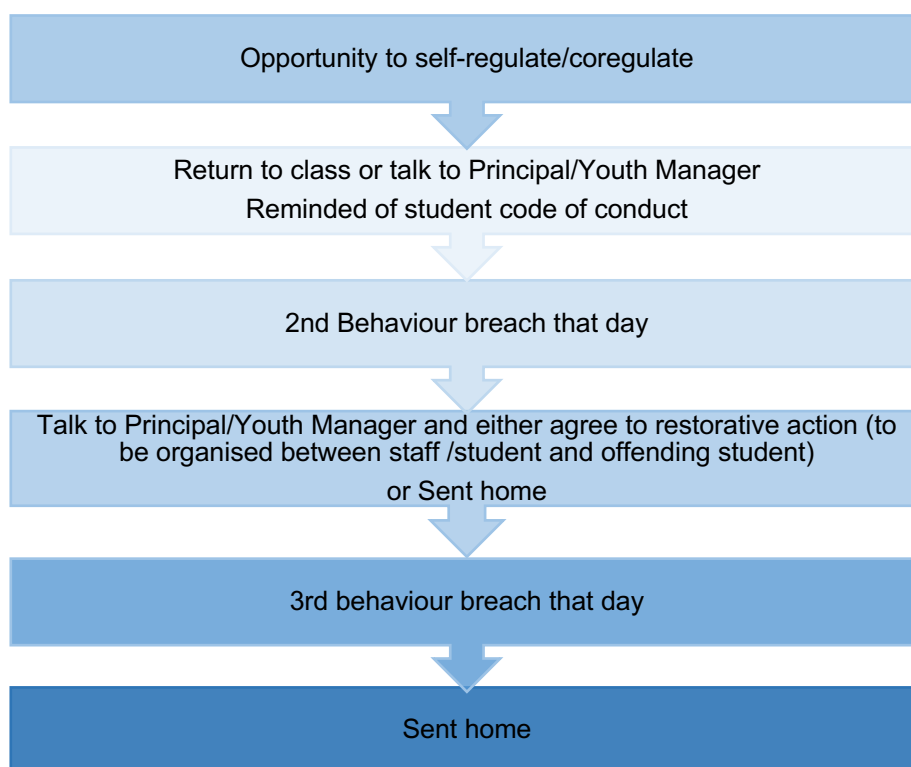 Opportunity to self-regulate/coregulate
Return to class or talk to Principal/Youth Manager
Reminded of student code of conduct
2nd Behaviour breach that day
Talk to Principal/Youth Manager and either agree to restorative action (to
be organised between staff /student and offending student)
or Sent home
3rd behaviour breach that day
Sent home